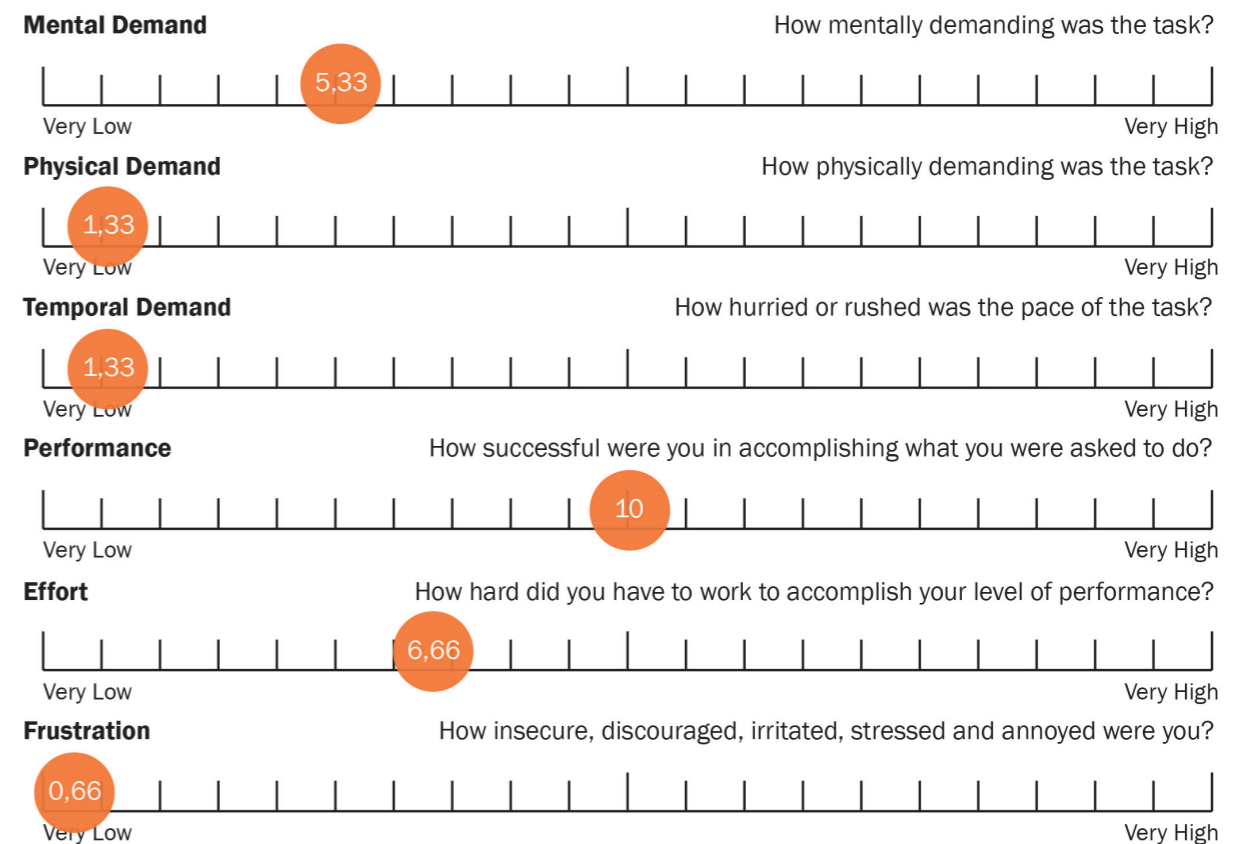 Mental Demand How mentally demanding was the task?
5,33
Very Low Very High
Physical Demand How physically demanding was the task?
1,33
Very Low Very High
Temporal Demand How hurried or rushed was the pace of the task?
1,33
Very Low Very High
Performance How successful were you in accomplishing what you were asked to do?
10
Very Low Very High
Effort How hard did you have to work to accomplish your level of performance?
6,66
Very Low Very High
Frustration How insecure, discouraged, irritated, stressed and annoyed were you?
0,66
Very Low Very High